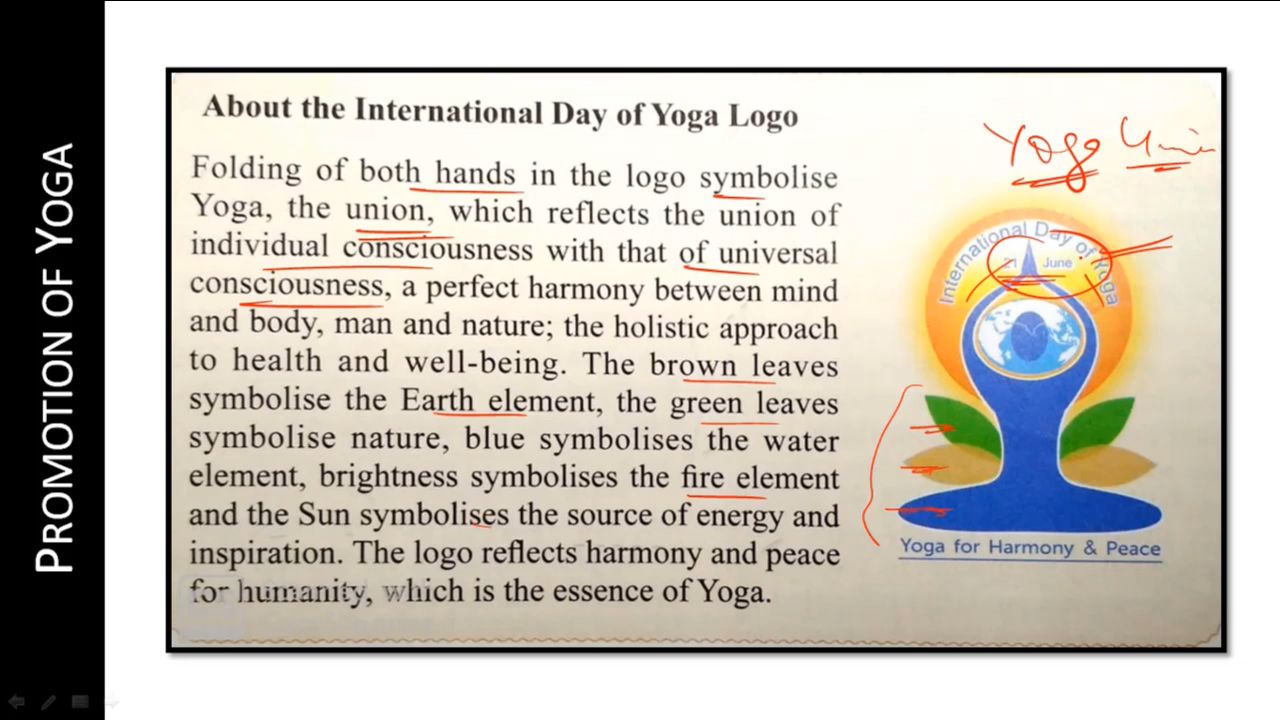 PROMOTION OF YOGA
About the International Day of Yoga Logo
Folding of both hands in the logo symbolise
Yoga, the union, which reflects the union of
individual consciousness with that of universal
consciousness, a perfect harmony between mind
and body, man and nature; the holistic approach
to health and well-being. The brown leaves
symbolise the Earth element, the green leaves
symbolise nature, blue symbolises the water
element, brightness symbolises the fire element
and the Sun symbolises the source of energy and
inspiration. The logo reflects harmony and peace
for humanity, which is the essence of Yoga.
Yoga
International Day of Yoga
21 June
Yoga for Harmony & Peace